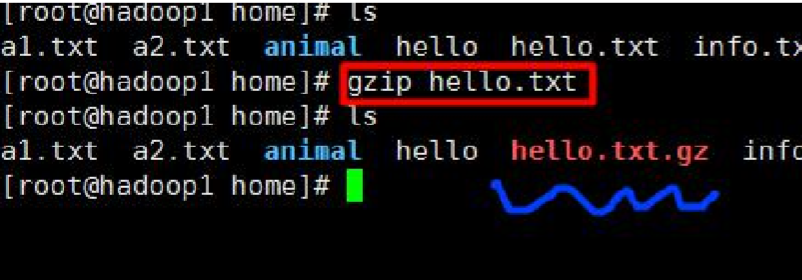 [root@hadoop1 home]# ls
a1.txt a2.txt animal hello hello.txt info.tx
[root@hadoop1 home]# gzip hello.txt
[root@hadoop1 home]# ls
a1.txt a2.txt animal hello hello.txt.gz info
[root@hadoop1 home]#